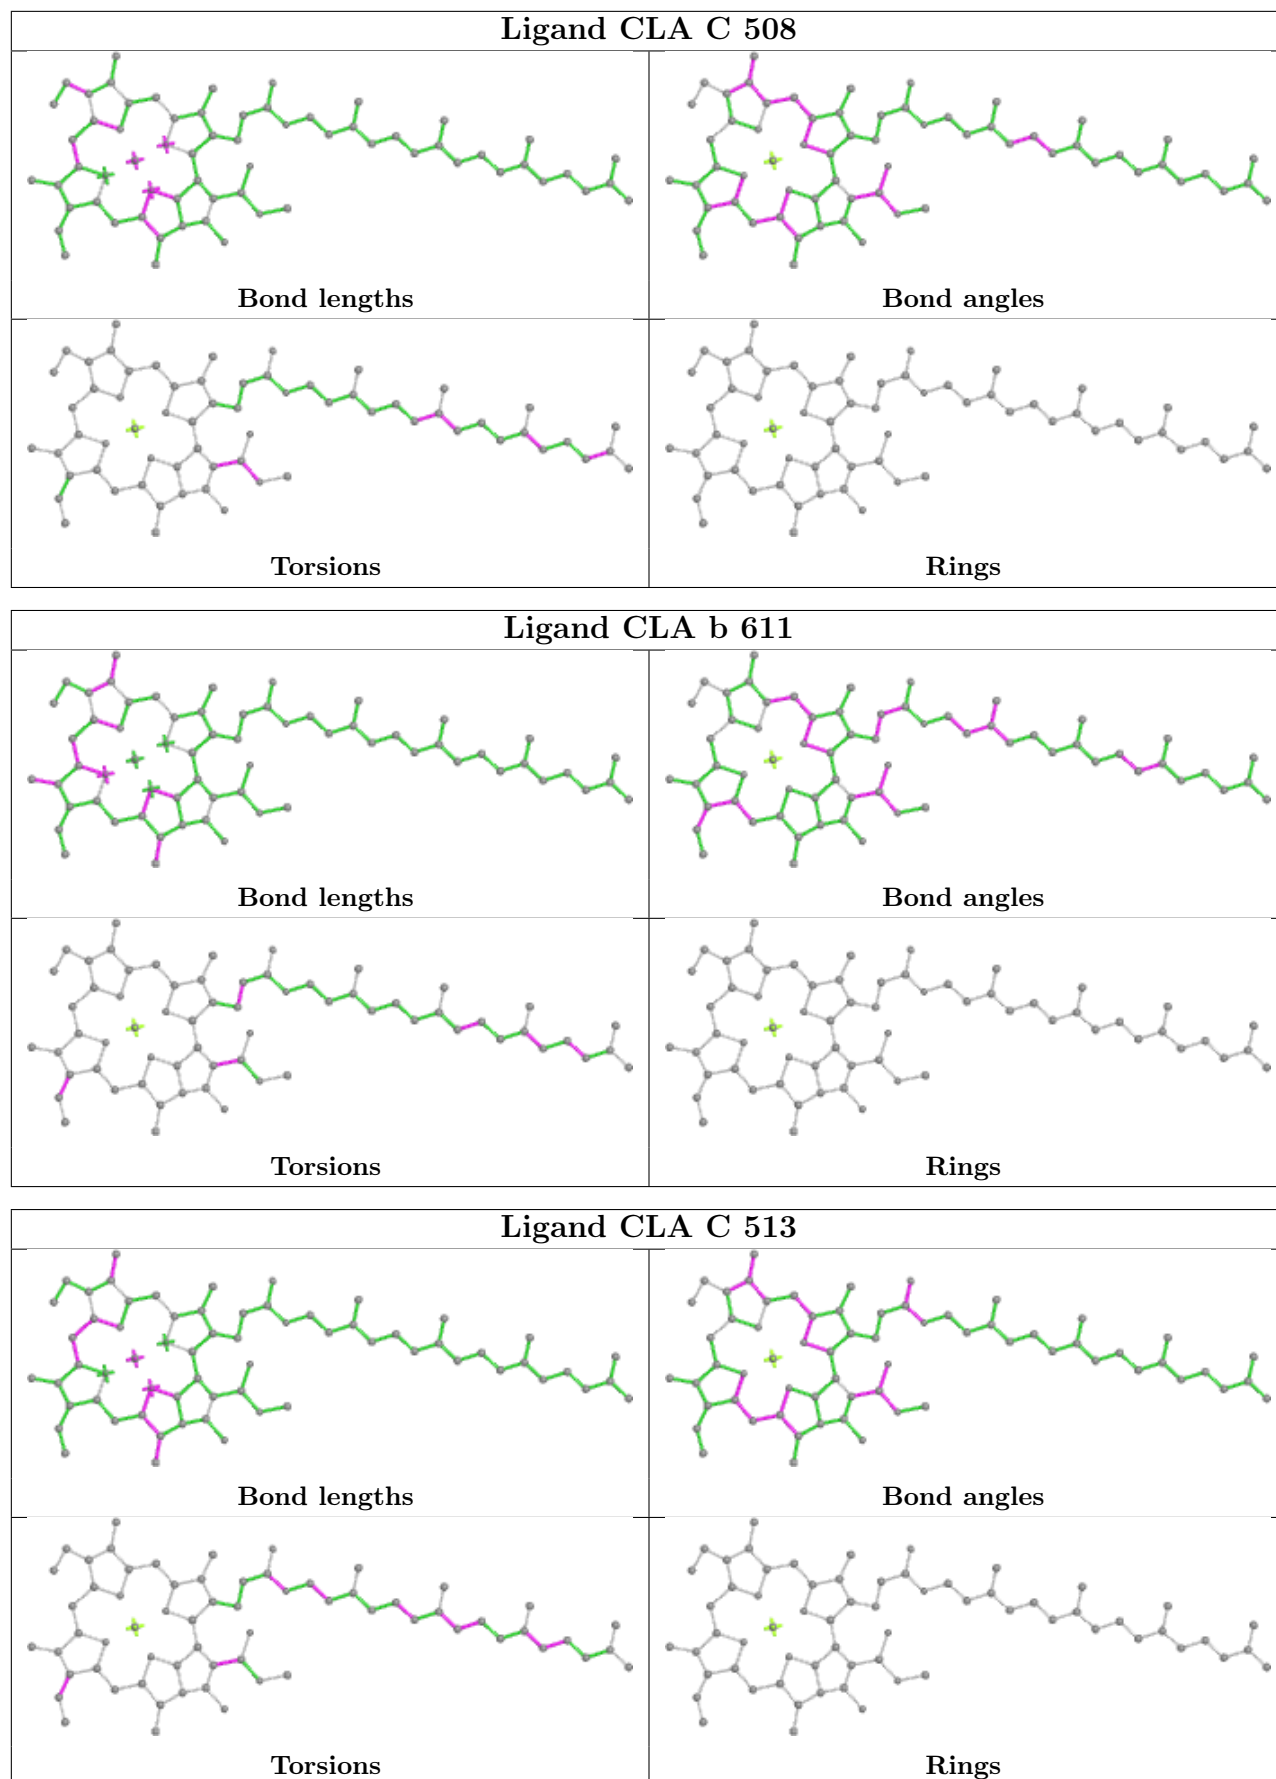 Ligand CLA C 508
Bond lengths
Bond angles
Torsions
Rings
Ligand CLA b 611
Bond lengths
Bond angles
Torsions
Rings
Ligand CLA C 513
Bond lengths
Bond angles
Torsions
Rings